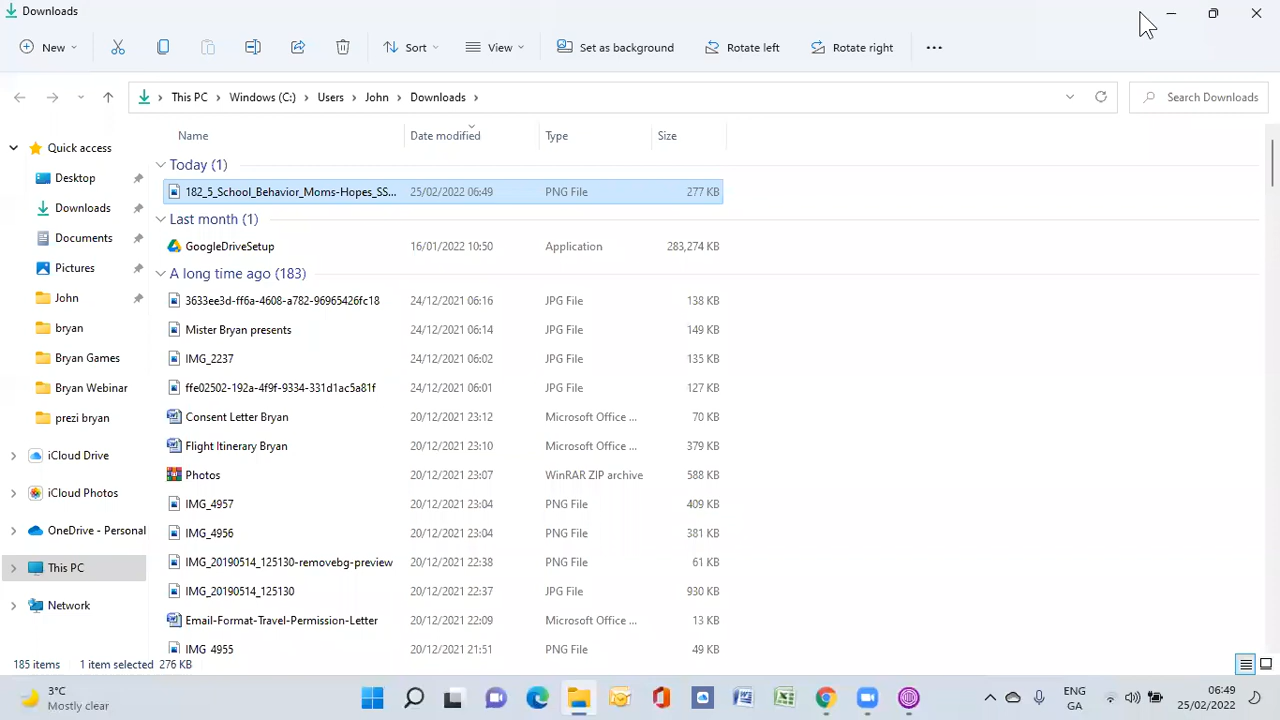 Downloads
New
Sort
View
Set as background
Rotate left
Rotate right
This PC
Windows (C:)
Users
John
Downloads
Search Downloads
Name
Date modified
Type
Size
Quick access
Desktop
Downloads
Documents
Pictures
John
bryan
Bryan Games
Bryan Webinar
prezi bryan
iCloud Drive
iCloud Photos
OneDrive - Personal
This PC
Network
Today (1)
182_5_School_Behavior_Moms-Hopes_SS... 25/02/2022 06:49 PNG File 277 KB
Last month (1)
GoogleDriveSetup 16/01/2022 10:50 Application 283,274 KB
A long time ago (183)
3633ee3d-ff6a-4608-a782-96965426fc18 24/12/2021 06:16 JPG File 138 KB
Mister Bryan presents 24/12/2021 06:14 JPG File 149 KB
IMG_2237 24/12/2021 06:02 JPG File 135 KB
ffe02502-192a-4f9f-9334-331d1ac5a81f 24/12/2021 06:01 JPG File 127 KB
Consent Letter Bryan 20/12/2021 23:12 Microsoft Office ... 70 KB
Flight Itinerary Bryan 20/12/2021 23:10 Microsoft Office ... 379 KB
Photos 20/12/2021 23:07 WinRAR ZIP archive 588 KB
IMG_4957 20/12/2021 23:04 PNG File 409 KB
IMG_4956 20/12/2021 23:04 PNG File 381 KB
IMG_20190514_125130-removebg-preview 20/12/2021 22:38 PNG File 61 KB
IMG_20190514_125130 20/12/2021 22:37 JPG File 930 KB
Email-Format-Travel-Permission-Letter 20/12/2021 22:09 Microsoft Office ... 13 KB
IMG 4955 20/12/2021 21:51 PNG File 49 KB
185 items 1 item selected 276 KB
3°C
Mostly clear
ENG
GA
06:49
25/02/2022